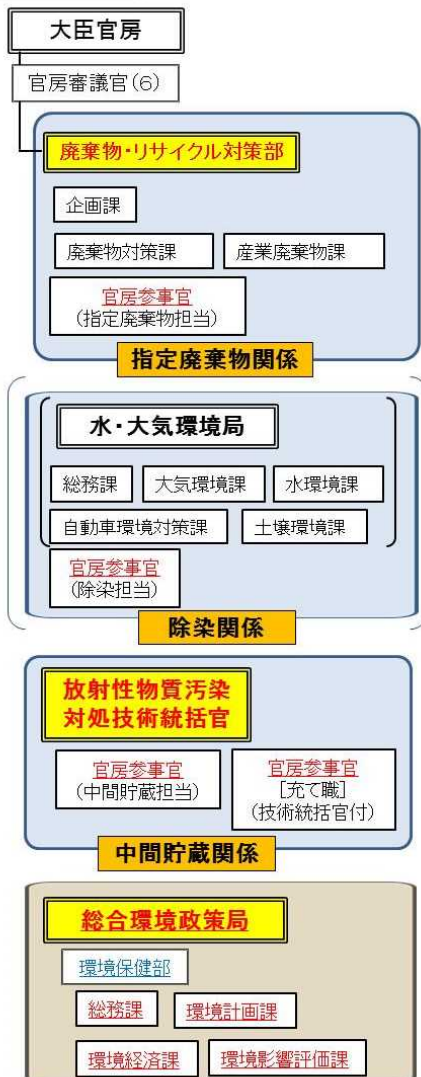 大臣官房
官房審議官(6)
廃棄物・リサイクル対策部
企画課
廃棄物対策課
産業廃棄物課
官房参事官
(指定廃棄物担当)
指定廃棄物関係
水・大気環境局
総務課
大気環境課
水環境課
自動車環境対策課
土壌環境課
官房参事官
(除染担当)
除染関係
放射性物質汚染
対処技術統括官
官房参事官
(中間貯蔵担当)
官房参事官
[充て職]
(技術統括官付)
中間貯蔵関係
総合環境政策局
環境保健部
総務課
環境計画課
環境経済課
環境影響評価課